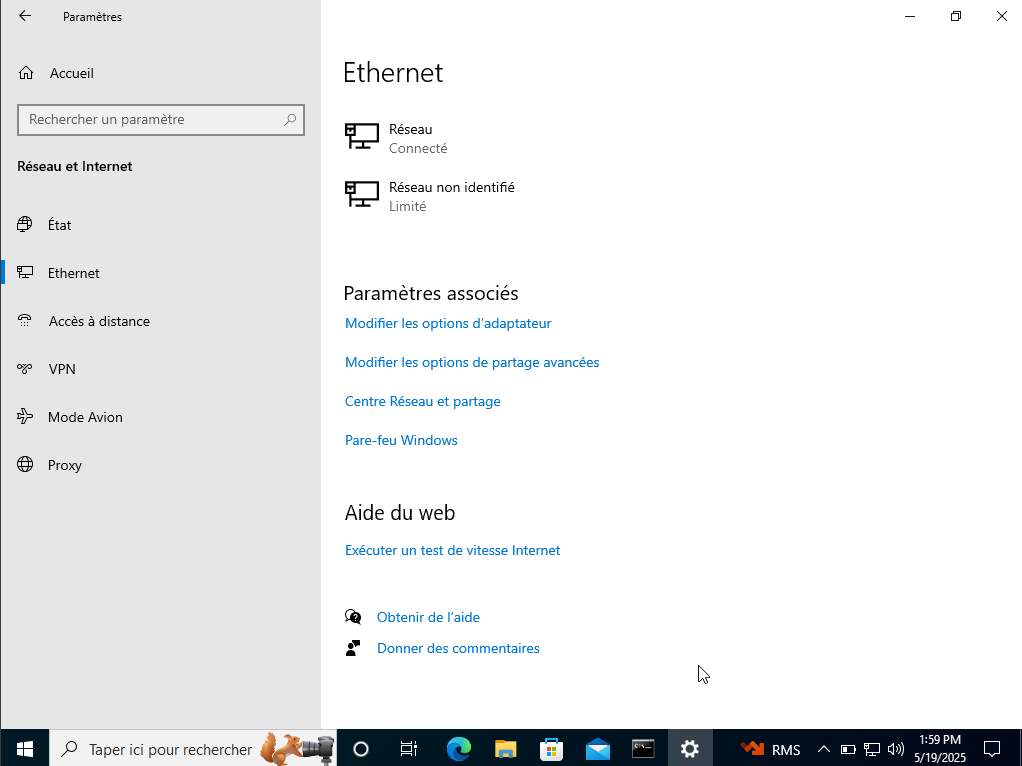 Paramètres
Accueil
Rechercher un paramètre
Réseau et Internet
État
Ethernet
Accès à distance
VPN
Mode Avion
Proxy
Ethernet
Réseau
Connecté
Réseau non identifié
Limité
Paramètres associés
Modifier les options d’adaptateur
Modifier les options de partage avancées
Centre Réseau et partage
Pare-feu Windows
Aide du web
Exécuter un test de vitesse Internet
Obtenir de l’aide
Donner des commentaires
Taper ici pour rechercher
RMS
1:59 PM
5/19/2025